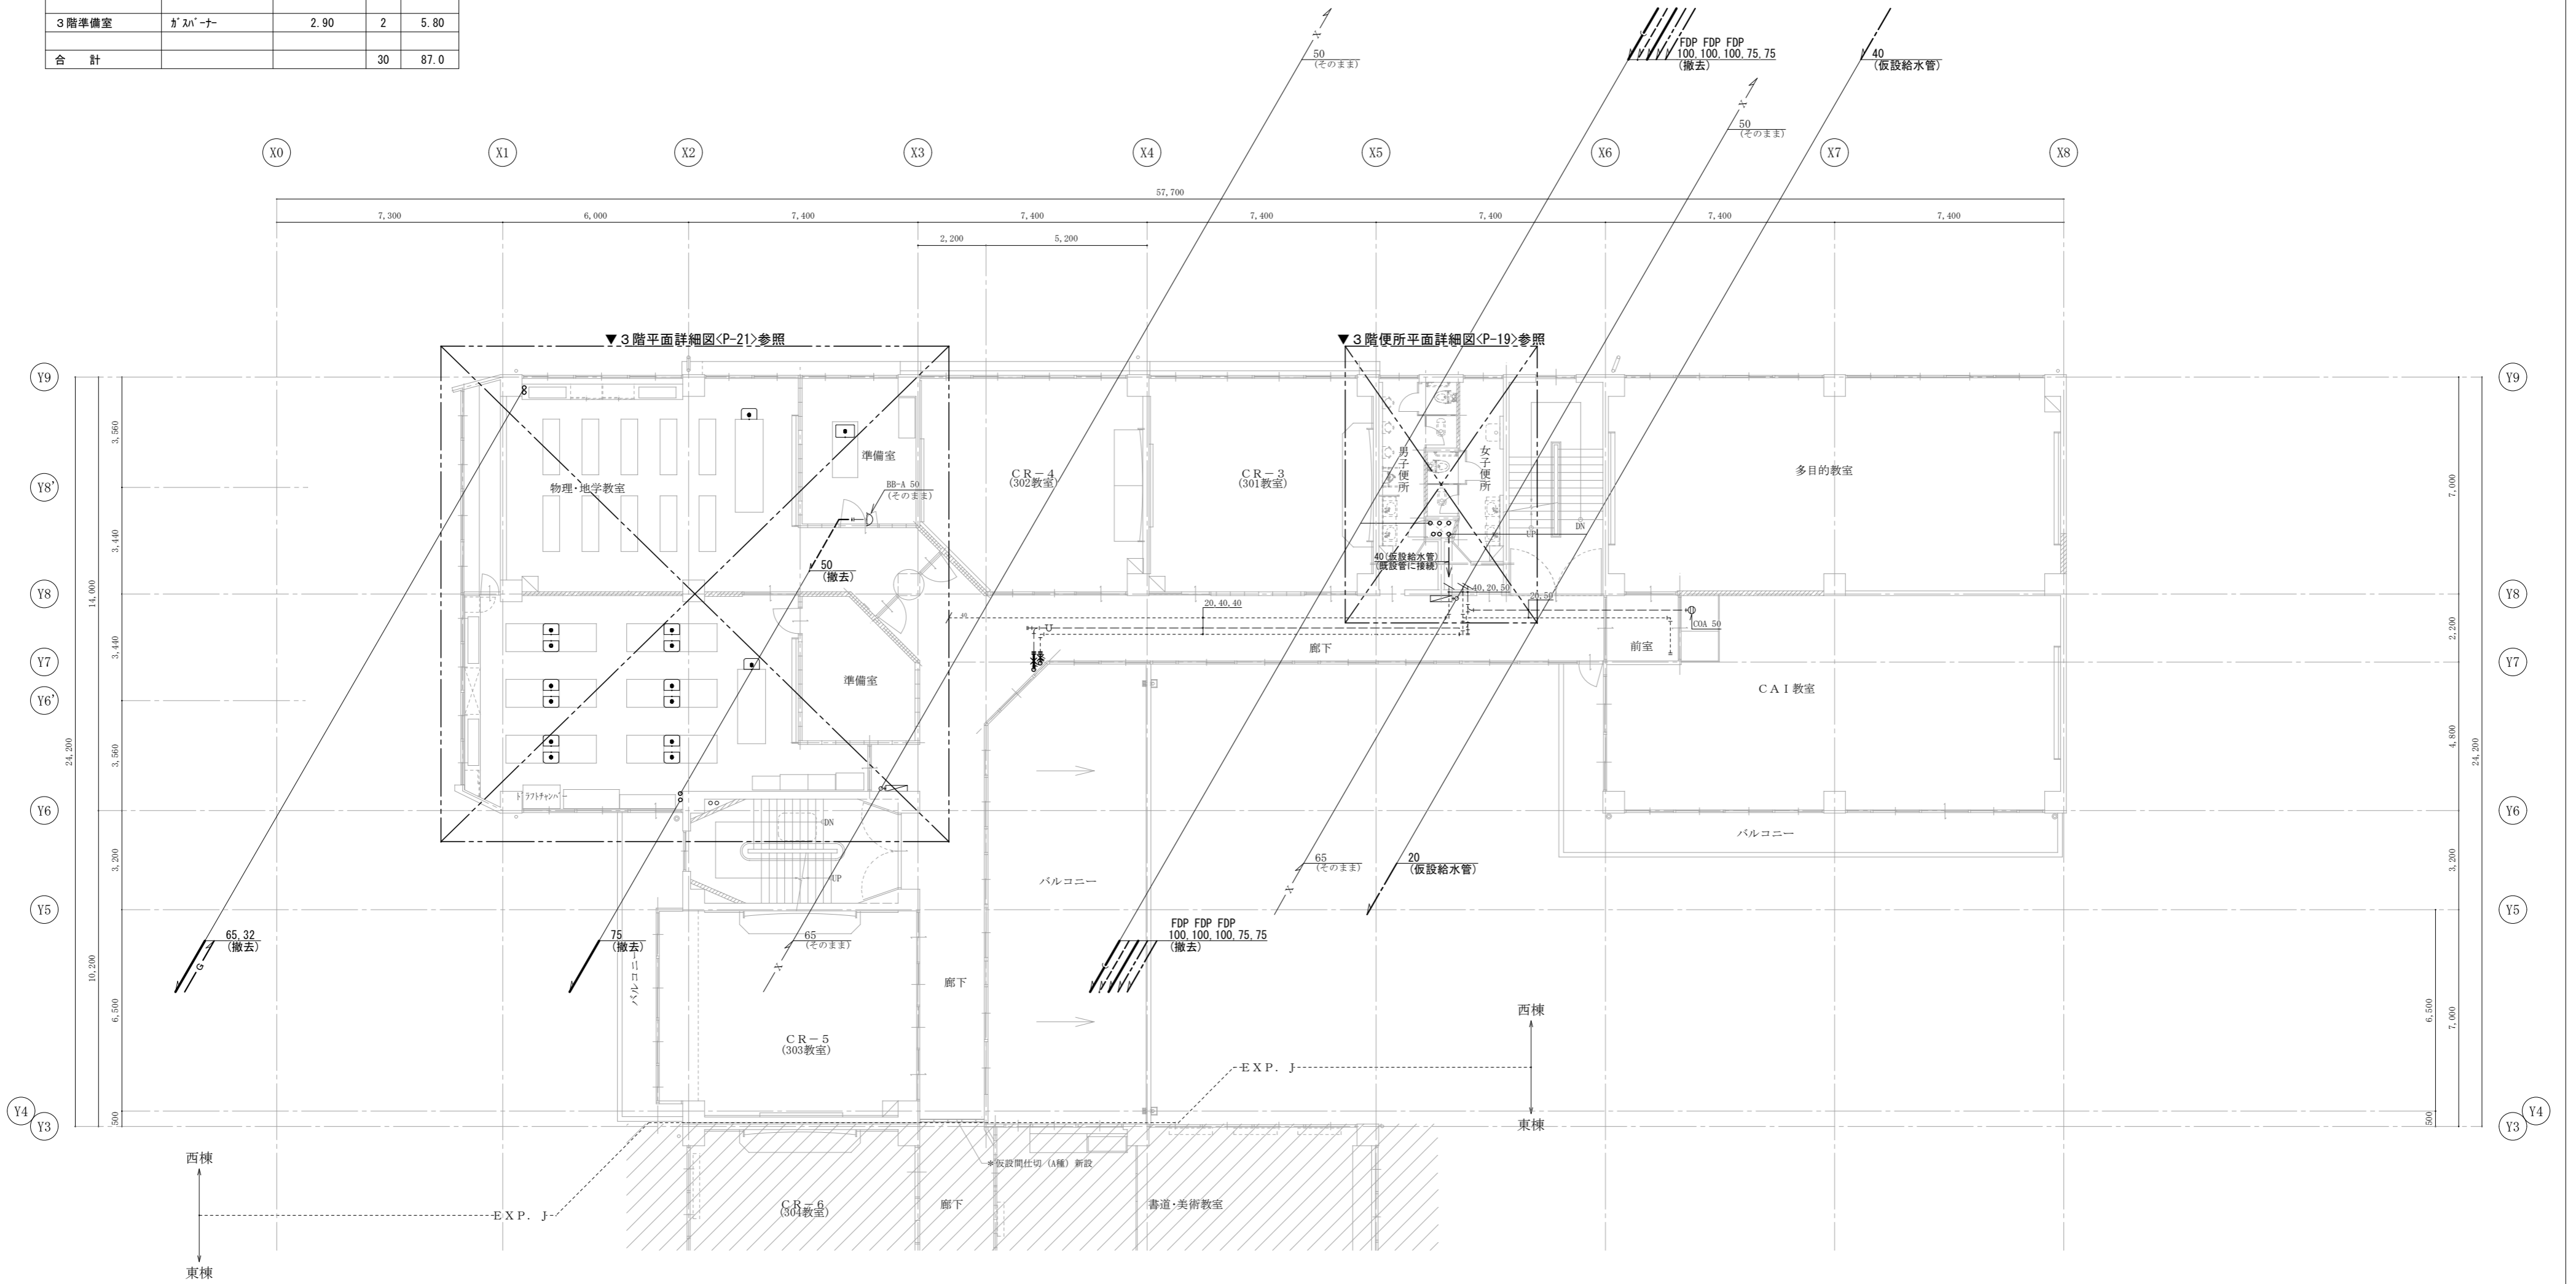 3階準備室 ｶﾞｽﾊﾞｰﾅｰ 2.90 2 5.80
合 計 30 87.0
50
(そのまま)
FDP FDP FDP
100,100,100,75,75
(撤去)
40
(仮設給水管)
50
(そのまま)
X0 X1 X2 X3 X4 X5 X6 X7 X8
57,700
7,300 6,000 7,400 7,400 7,400 7,400 7,400 7,400
2,200 5,200
▼3階平面詳細図<P-21>参照
▼3階便所平面詳細図<P-19>参照
Y9
Y9
3,560
準備室
CR-4
(302教室)
CR-3
(301教室)
男子便所
女子便所
多目的教室
Y8'
物理・地学教室
BB-A 50
(そのまま)
7,000
3,440
DN
UP
50
(撤去)
40(仮設給水管)
(既設管に接続)
Y8
14,000
40,20,50
20,50
Y8
20,40,40
40
COA 50
3,440
廊下
前室
2,200
Y7
Y7
準備室
CAI教室
Y6'
24,200
3,560
4,800
24,200
ﾄﾞﾗﾌﾄﾁｬﾝﾊﾞｰ
Y6
Y6
DN
バルコニー
3,200
65
(そのまま)
20
(仮設給水管)
3,200
UP
バルコニー
Y5
Y5
65,32
(撤去)
G
75
(撤去)
65
(そのまま)
FDP FDP FDP
100,100,100,75,75
(撤去)
バルコニー
10,200
6,500
廊下
西棟
6,500
7,000
CR-5
(303教室)
EXP. J
Y4
Y4
Y3
500
東棟
500
Y3
西棟
*仮設間仕切 (A種) 新設
EXP. J
CR-6
(304教室)
廊下
書道・美術教室
東棟